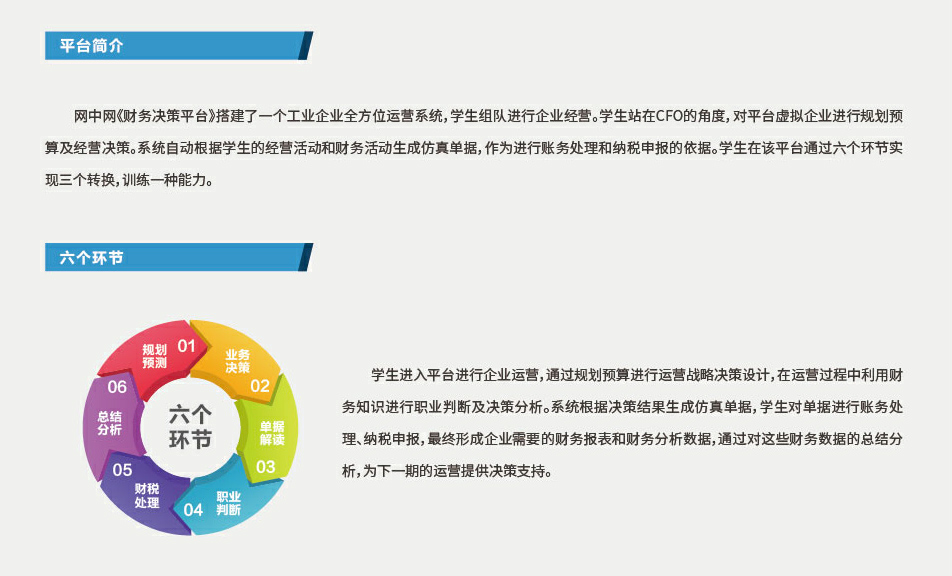 平台简介
网中网《财务决策平台》搭建了一个工业企业全方位运营系统，学生组队进行企业经营。学生站在CFO的角度，对平台虚拟企业进行规划预
算及经营决策。系统自动根据学生的经营活动和财务活动生成仿真单据，作为进行账务处理和纳税申报的依据。学生在该平台通过六个环节实
现三个转换，训练一种能力。
六个环节
规划
预测
01
业务
决策
02
单据
解读
03
职业
判断
04
财税
处理
05
总结
分析
06
六个
环节
学生进入平台进行企业运营，通过规划预算进行运营战略决策设计，在运营过程中利用财
务知识进行职业判断及决策分析。系统根据决策结果生成仿真单据，学生对单据进行账务处
理、纳税申报，最终形成企业需要的财务报表和财务分析数据，通过对这些财务数据的总结分
析，为下一期的运营提供决策支持。